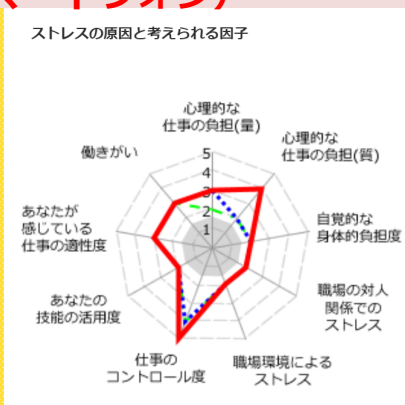 ストレスの原因と考えられる因子
心理的な
仕事の負担(量)
心理的な
仕事の負担(質)
働きがい
5
4
3
2
1
あなたが
感じている
仕事の適性度
自覚的な
身体的負担度
職場の対人
関係での
ストレス
あなたの
技能の活用度
仕事の
コントロール度
職場環境による
ストレス